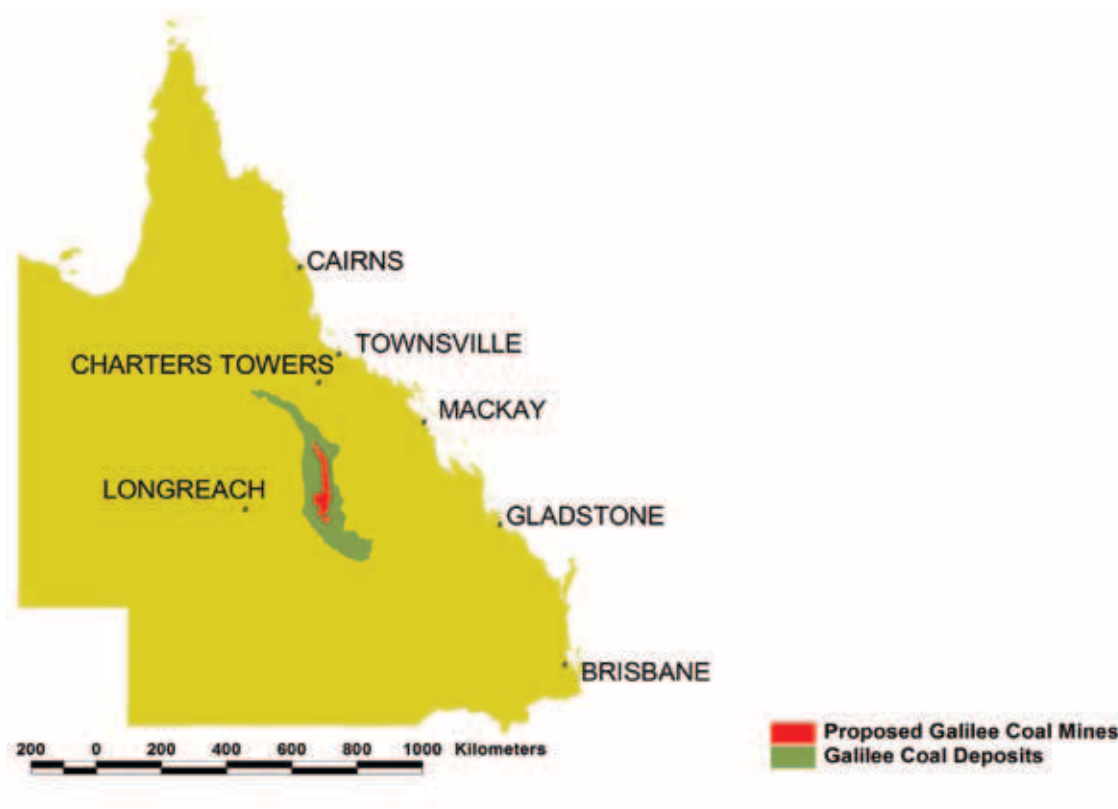 CAIRNS
TOWNSVILLE
CHARTERS TOWERS
MACKAY
LONGREACH
GLADSTONE
BRISBANE
200 0 200 400 600 800 1000 Kilometers
Proposed Galilee Coal Mines
Galilee Coal Deposits